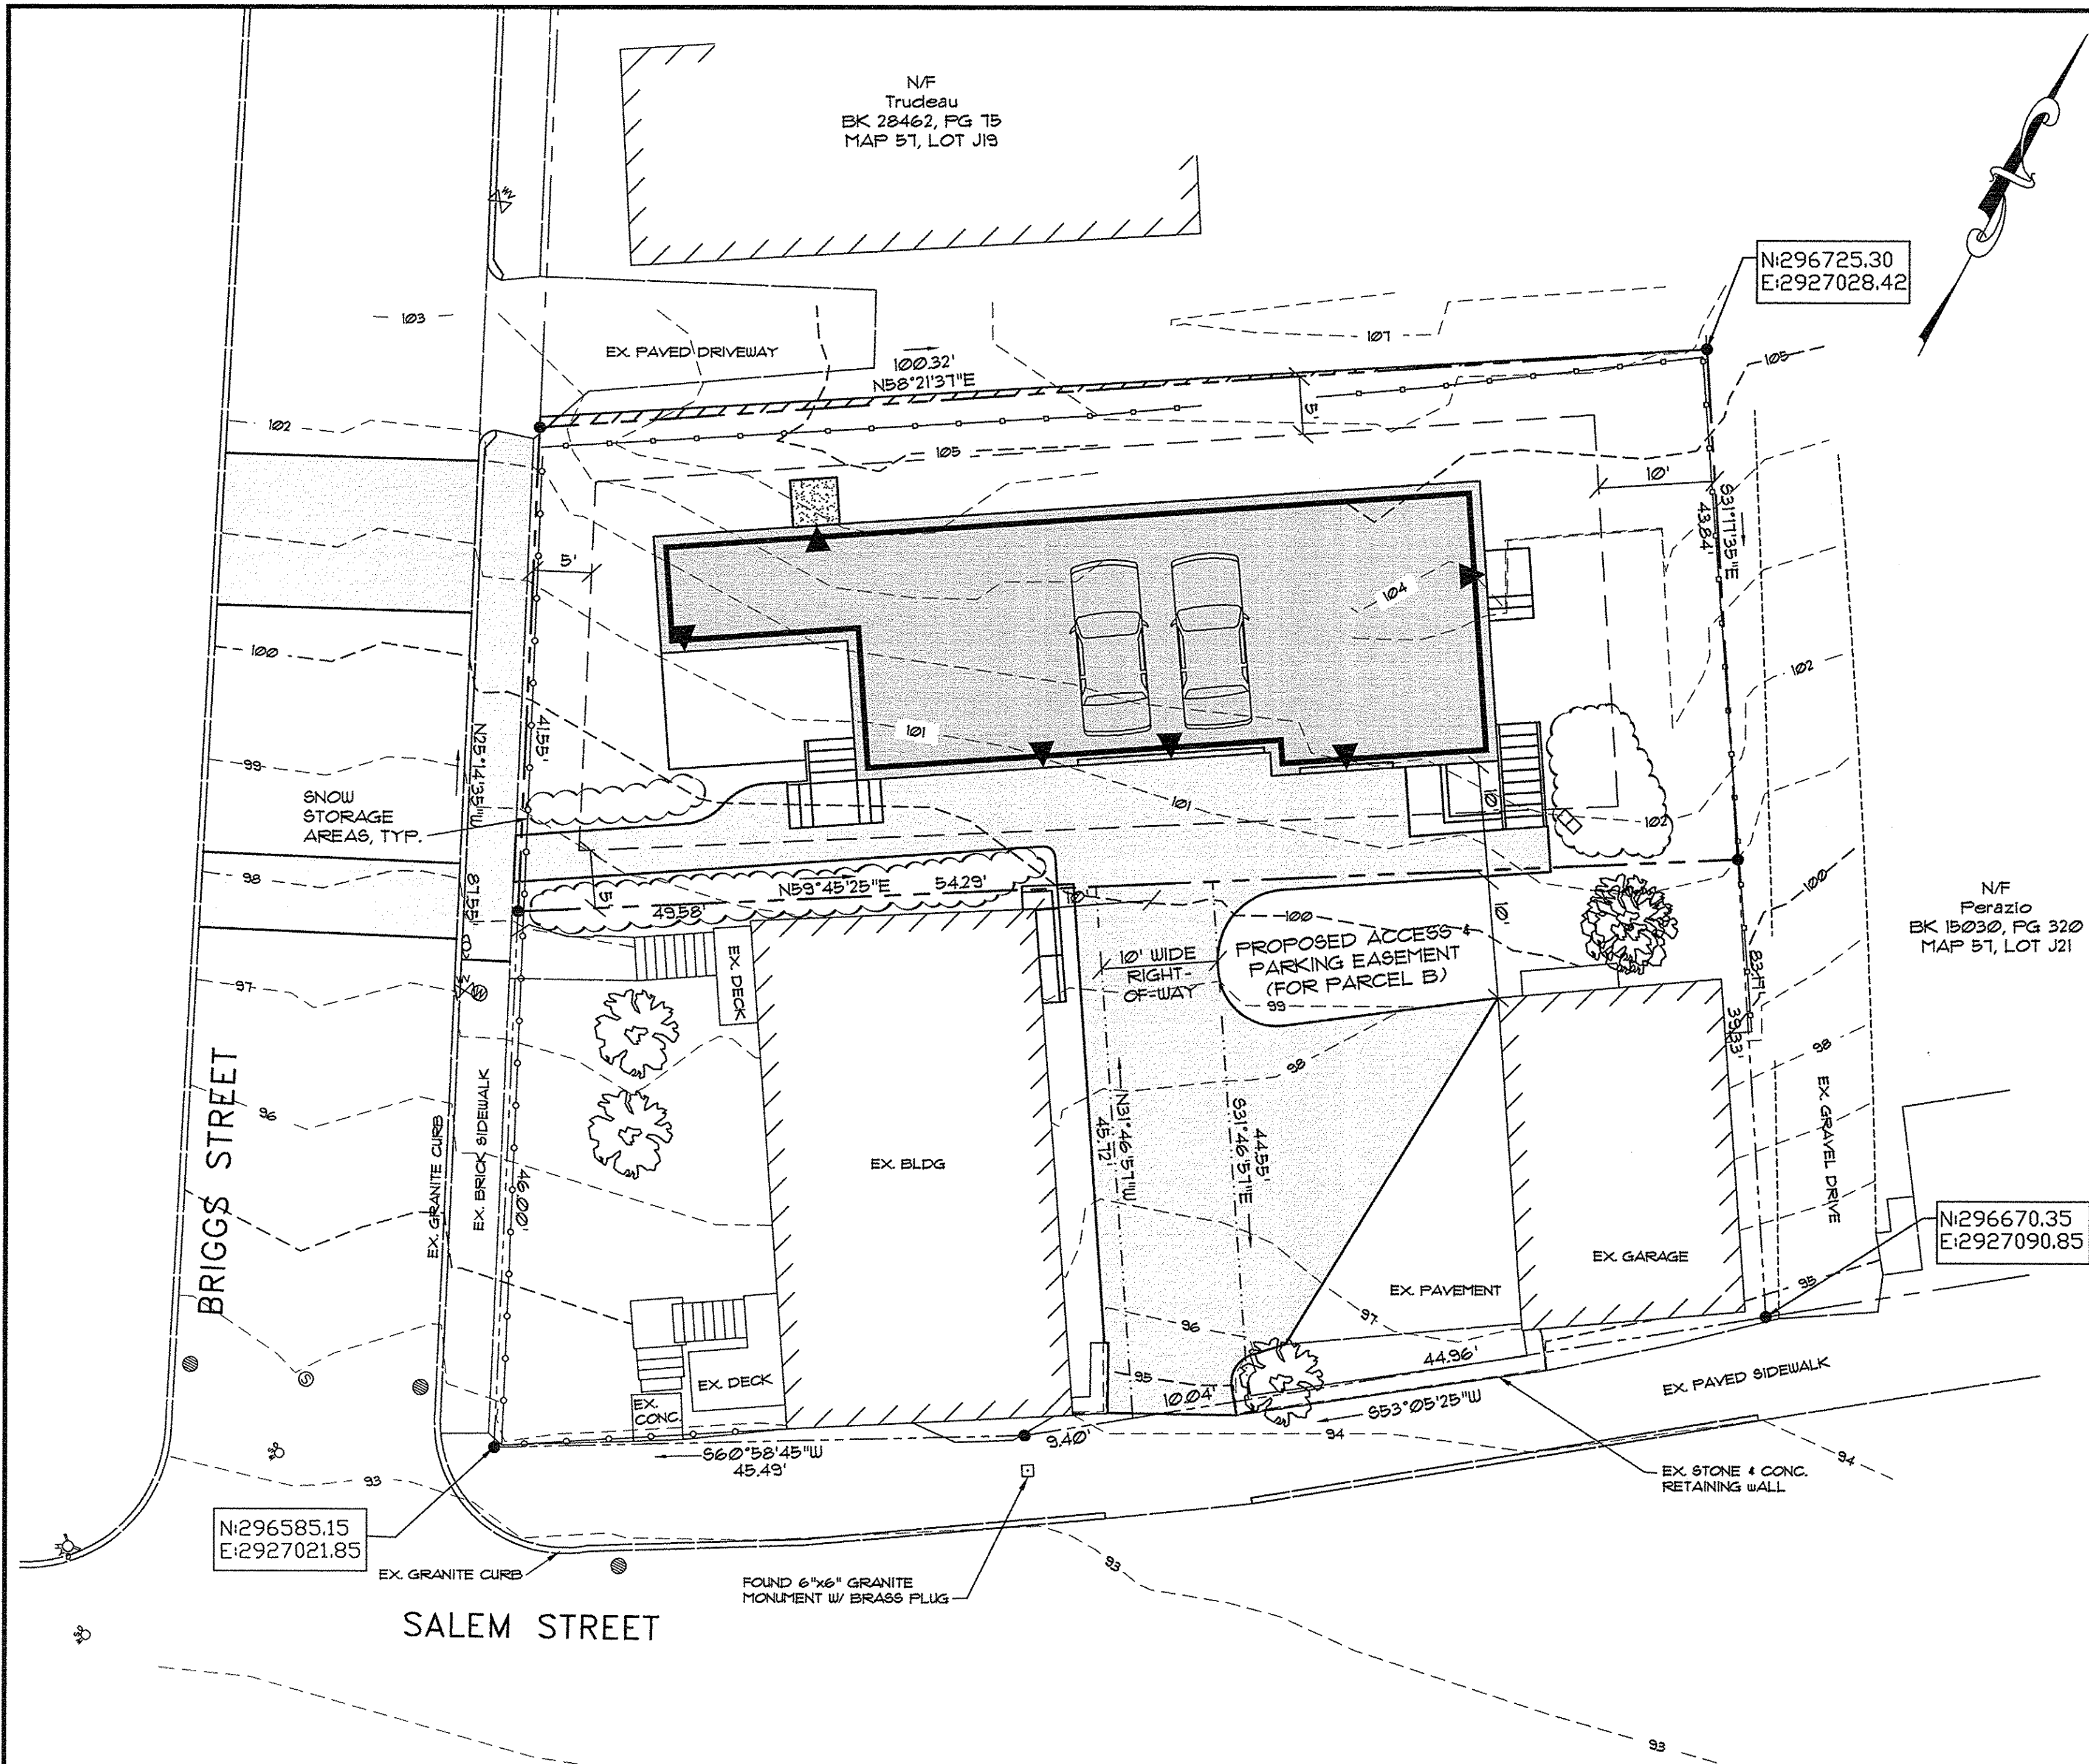 N/F
Trudeau
BK 28462, PG 75
MAP 57, LOT J19
N:296725.30
E:2927028.42
103
EX. PAVED DRIVEWAY
100.32'
N58°21'37"E
107
105
102
105
5'
10'
S31°17'35"E
43.84'
5'
104
100
102
N25°14'35"W
41.55'
101
99
SNOW
STORAGE
AREAS, TYP.
101
10'
102
98
87.55'
N59°45'25"E
54.29'
49.58'
5'
10'
100
10'
100
N/F
Perazio
BK 15030, PG 320
MAP 57, LOT J21
PROPOSED ACCESS &
PARKING EASEMENT
(FOR PARCEL B)
10' WIDE
RIGHT-
OF-WAY
EX. DECK
97
99
83.17'
39.33'
98
98
BRIGGS STREET
96
EX. GRANITE CURB
EX. BRICK SIDEWALK
46.00'
EX. BLDG
N31°46'57"W
45.72'
44.55'
S31°46'57"E
EX. GRAVEL DRIVE
N:296670.35
E:2927090.85
EX. GARAGE
EX. PAVEMENT
95
97
96
44.96'
95
10.04'
EX. DECK
EX.
CONC.
EX. PAVED SIDEWALK
S53°05'25"W
9.40'
94
S60°58'45"W
45.49'
93
94
EX. STONE & CONC.
RETAINING WALL
N:296585.15
E:2927021.85
EX. GRANITE CURB
93
FOUND 6"x6" GRANITE
MONUMENT W/ BRASS PLUG
SALEM STREET
93